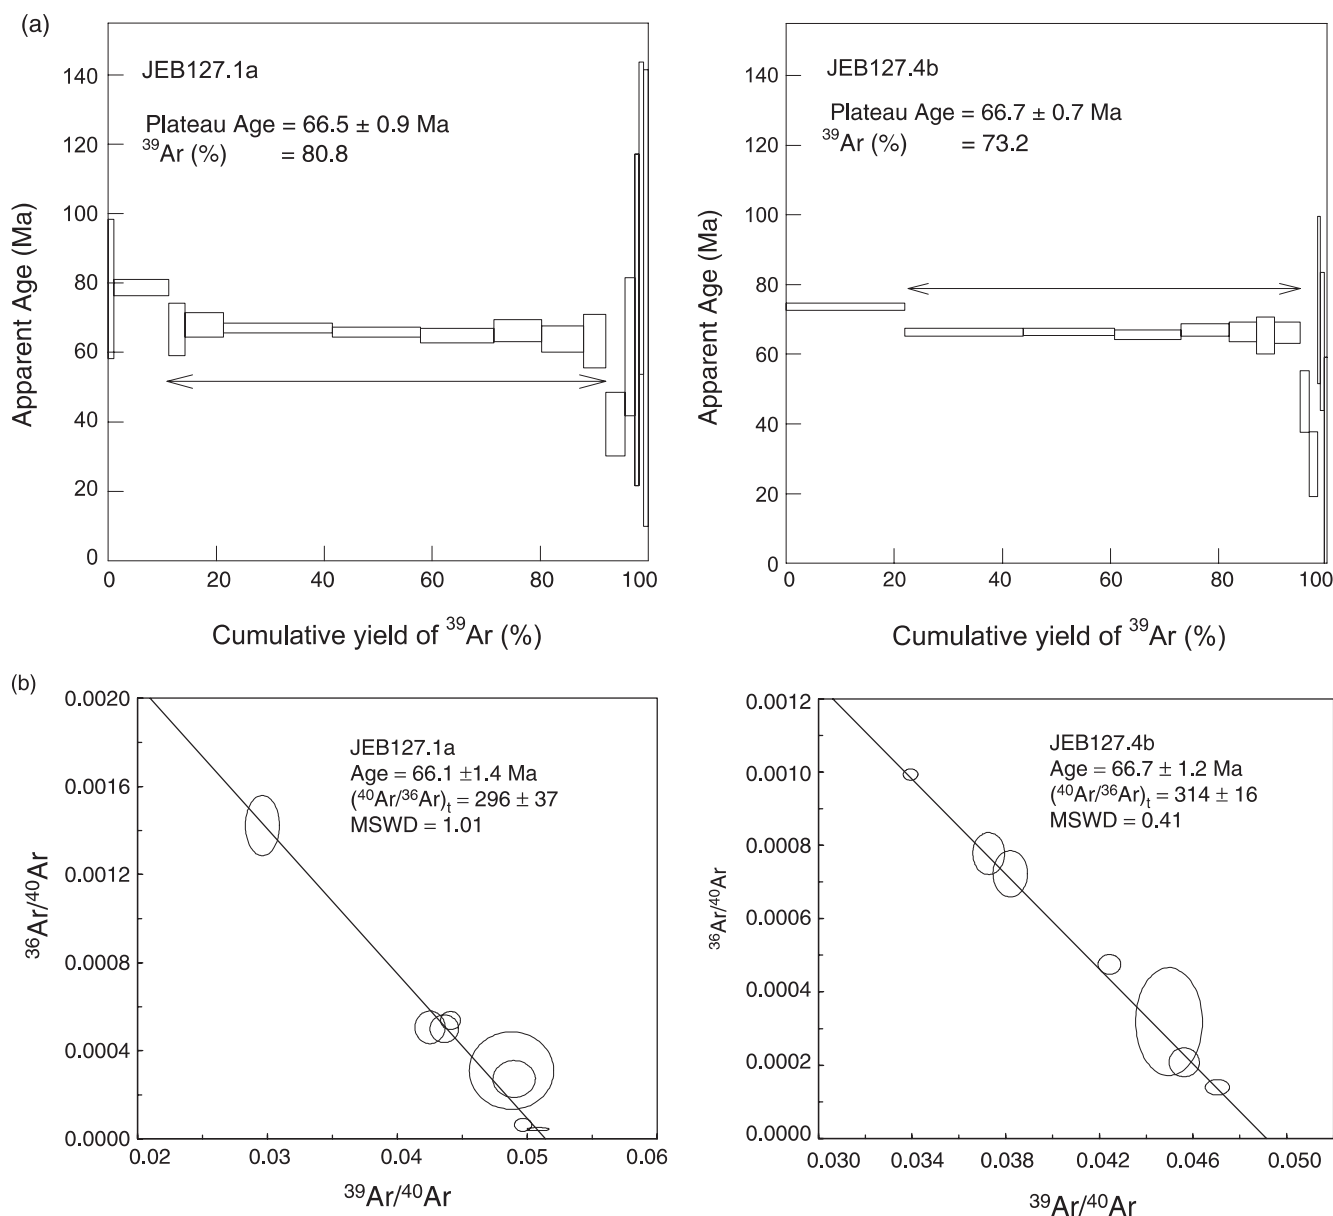 (a)
JEB127.1a
Plateau Age = 66.5 ± 0.9 Ma
³⁹Ar (%) = 80.8
Apparent Age (Ma)
140
120
100
80
60
40
20
0
0 20 40 60 80 100
Cumulative yield of ³⁹Ar (%)
JEB127.4b
Plateau Age = 66.7 ± 0.7 Ma
³⁹Ar (%) = 73.2
Apparent Age (Ma)
140
120
100
80
60
40
20
0
0 20 40 60 80 100
Cumulative yield of ³⁹Ar (%)
(b)
JEB127.1a
Age = 66.1 ±1.4 Ma
(⁴⁰Ar/³⁶Ar)ₜ = 296 ± 37
MSWD = 1.01
³⁶Ar/⁴⁰Ar
0.0020
0.0016
0.0012
0.0008
0.0004
0.0000
0.02 0.03 0.04 0.05 0.06
³⁹Ar/⁴⁰Ar
JEB127.4b
Age = 66.7 ± 1.2 Ma
(⁴⁰Ar/³⁶Ar)ₜ = 314 ± 16
MSWD = 0.41
³⁶Ar/⁴⁰Ar
0.0012
0.0010
0.0008
0.0006
0.0004
0.0002
0.0000
0.030 0.034 0.038 0.042 0.046 0.050
³⁹Ar/⁴⁰Ar